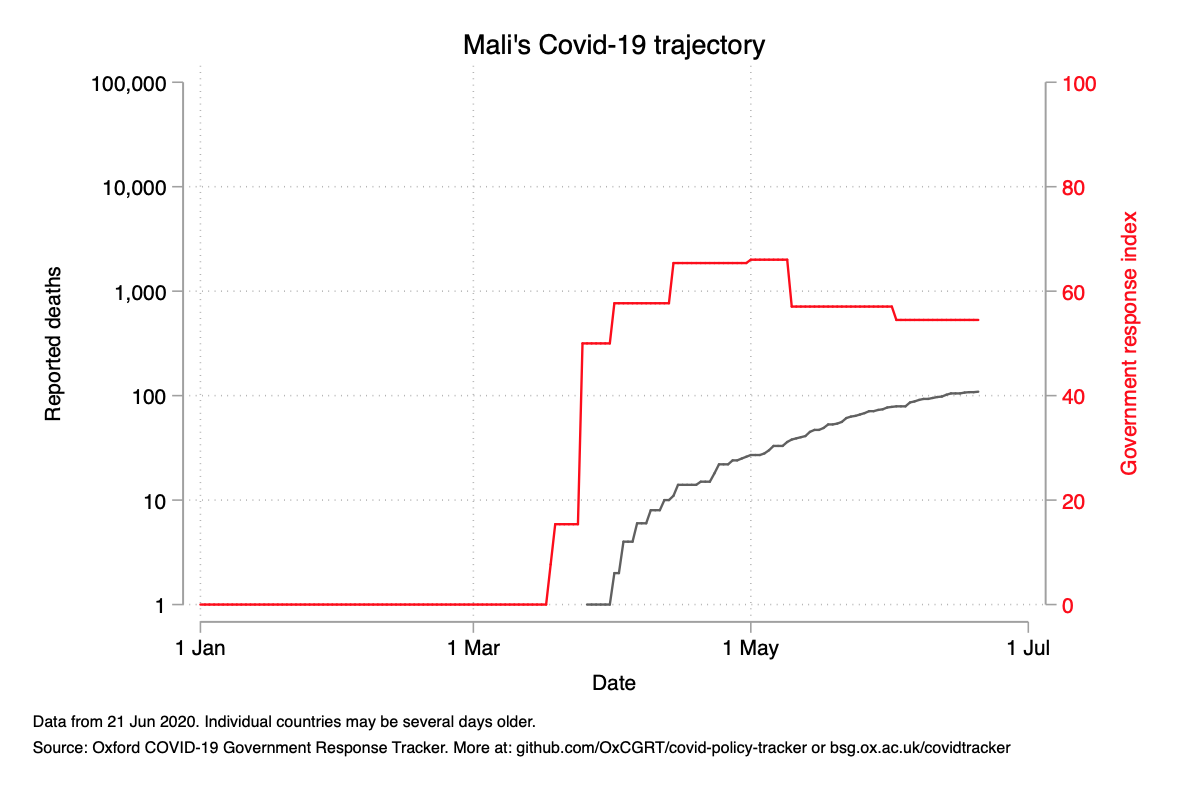 Mali's Covid-19 trajectory
100,000
10,000
1,000
100
10
1
Reported deaths
100
80
60
40
20
0
Government response index
1 Jan
1 Mar
1 May
1 Jul
Date
Data from 21 Jun 2020. Individual countries may be several days older.
Source: Oxford COVID-19 Government Response Tracker. More at: github.com/OxCGRT/covid-policy-tracker or bsg.ox.ac.uk/covidtracker